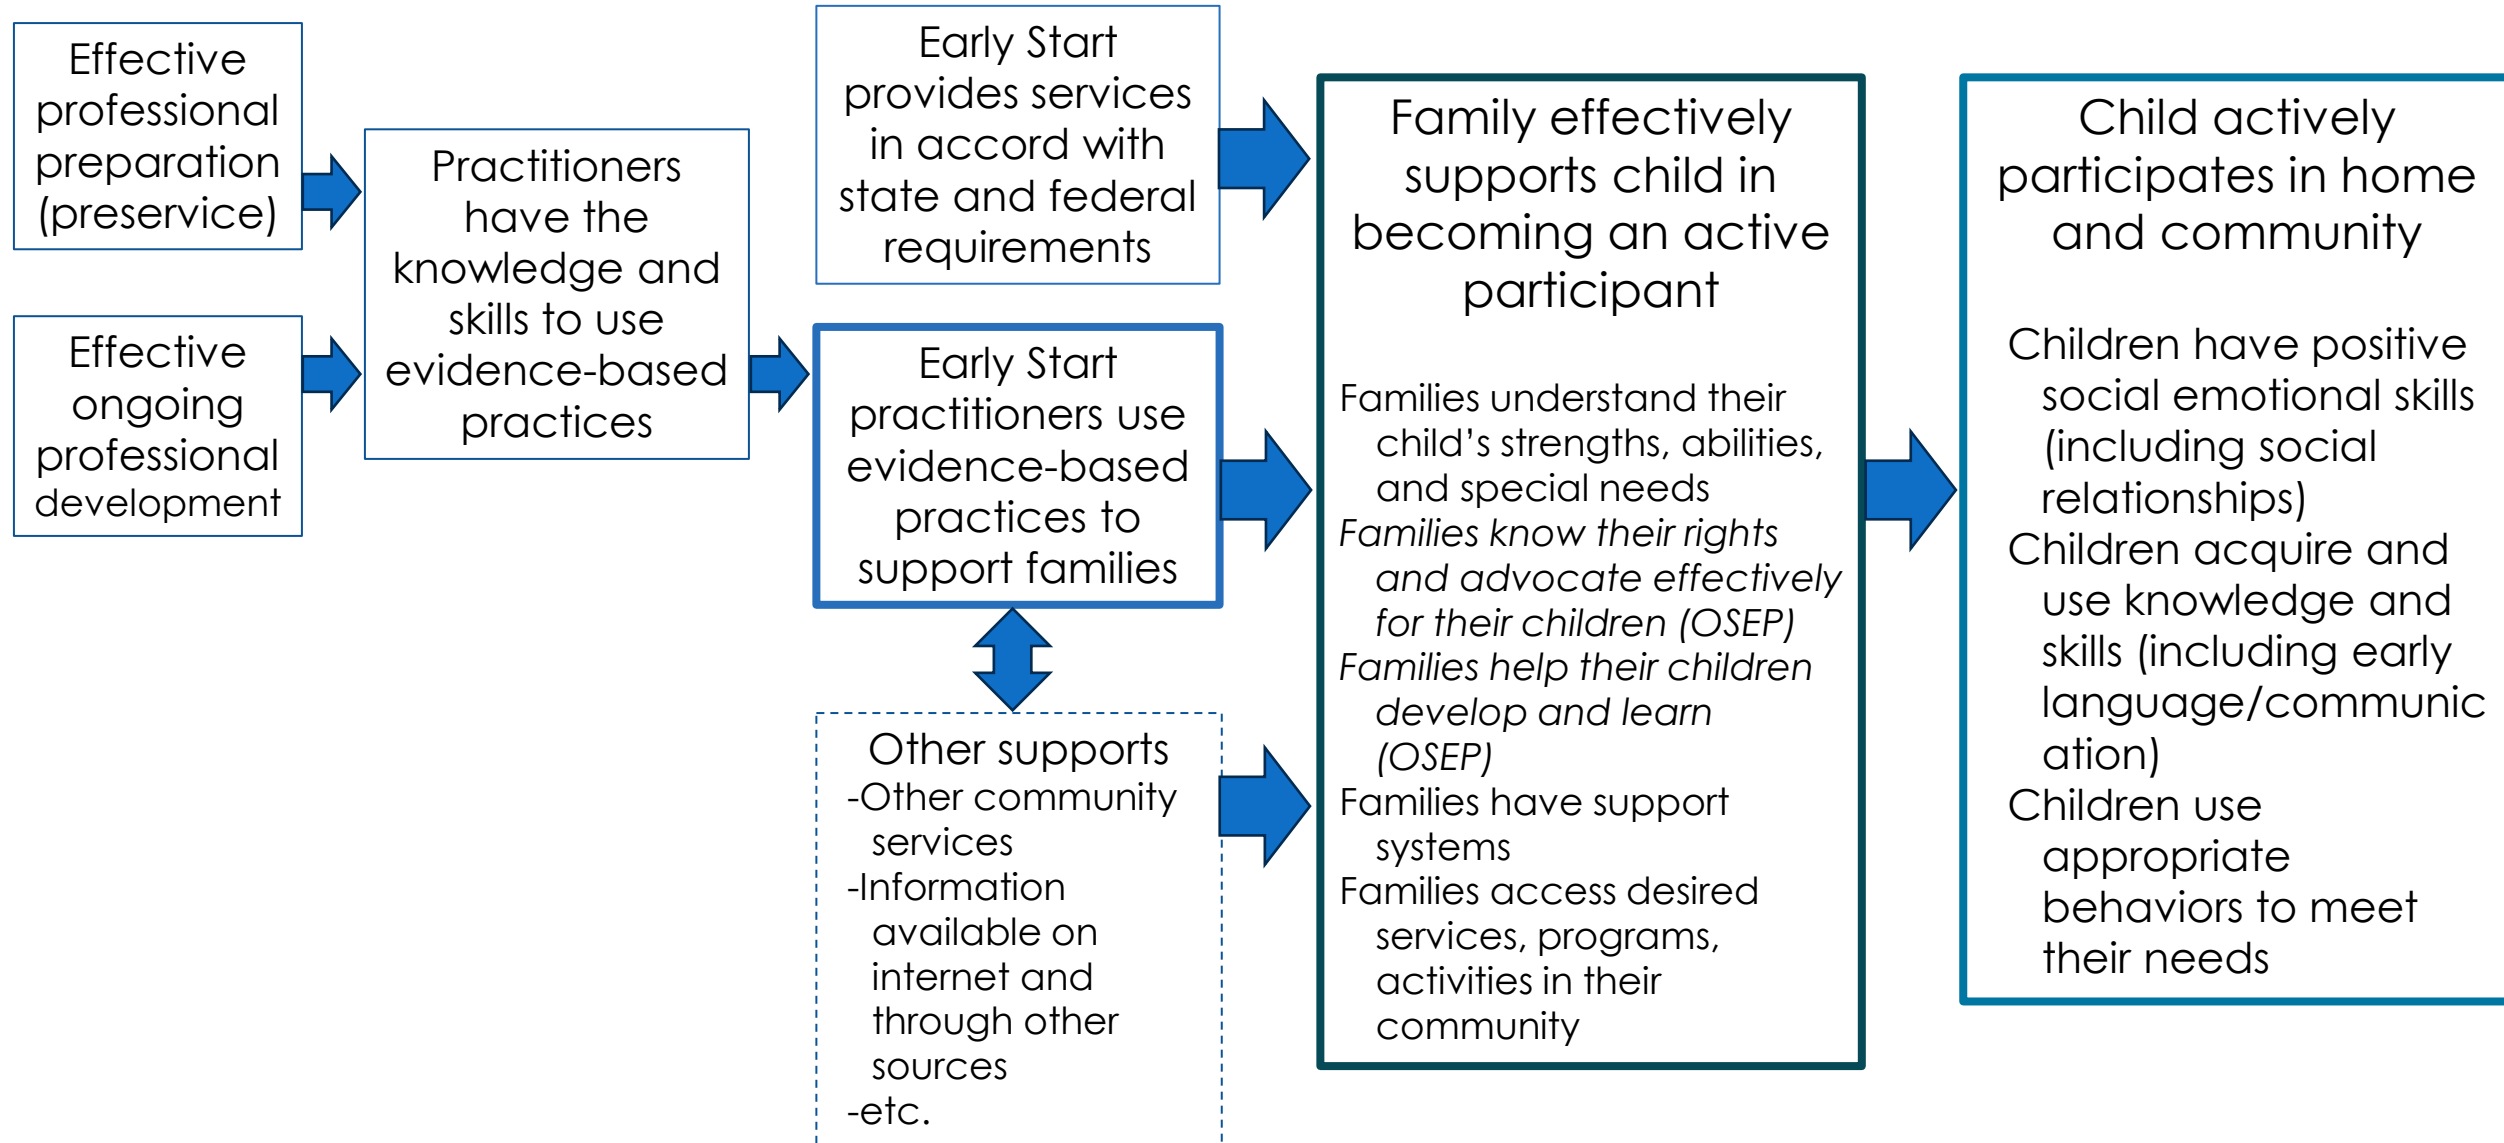 Effective
professional
preparation
(preservice)
Effective
ongoing
professional
development
Practitioners
have the
knowledge and
skills to use
evidence-based
practices
Early Start
provides services
in accord with
state and federal
requirements
Early Start
practitioners use
evidence-based
practices to
support families
Other supports
-Other community
services
-Information
available on
internet and
through other
sources
-etc.
Family effectively
supports child in
becoming an active
participant
Families understand their
child’s strengths, abilities,
and special needs
Families know their rights
and advocate effectively
for their children (OSEP)
Families help their children
develop and learn
(OSEP)
Families have support
systems
Families access desired
services, programs,
activities in their
community
Child actively
participates in home
and community
Children have positive
social emotional skills
(including social
relationships)
Children acquire and
use knowledge and
skills (including early
language/communic
ation)
Children use
appropriate
behaviors to meet
their needs